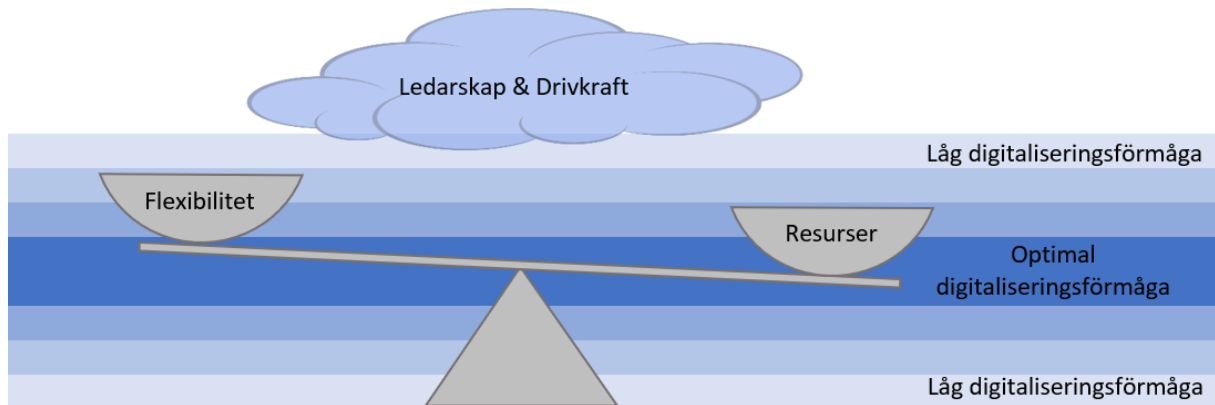 Ledarskap & Drivkraft
Låg digitaliseringsförmåga
Flexibilitet
Resurser
Optimal
digitaliseringsförmåga
Låg digitaliseringsförmåga